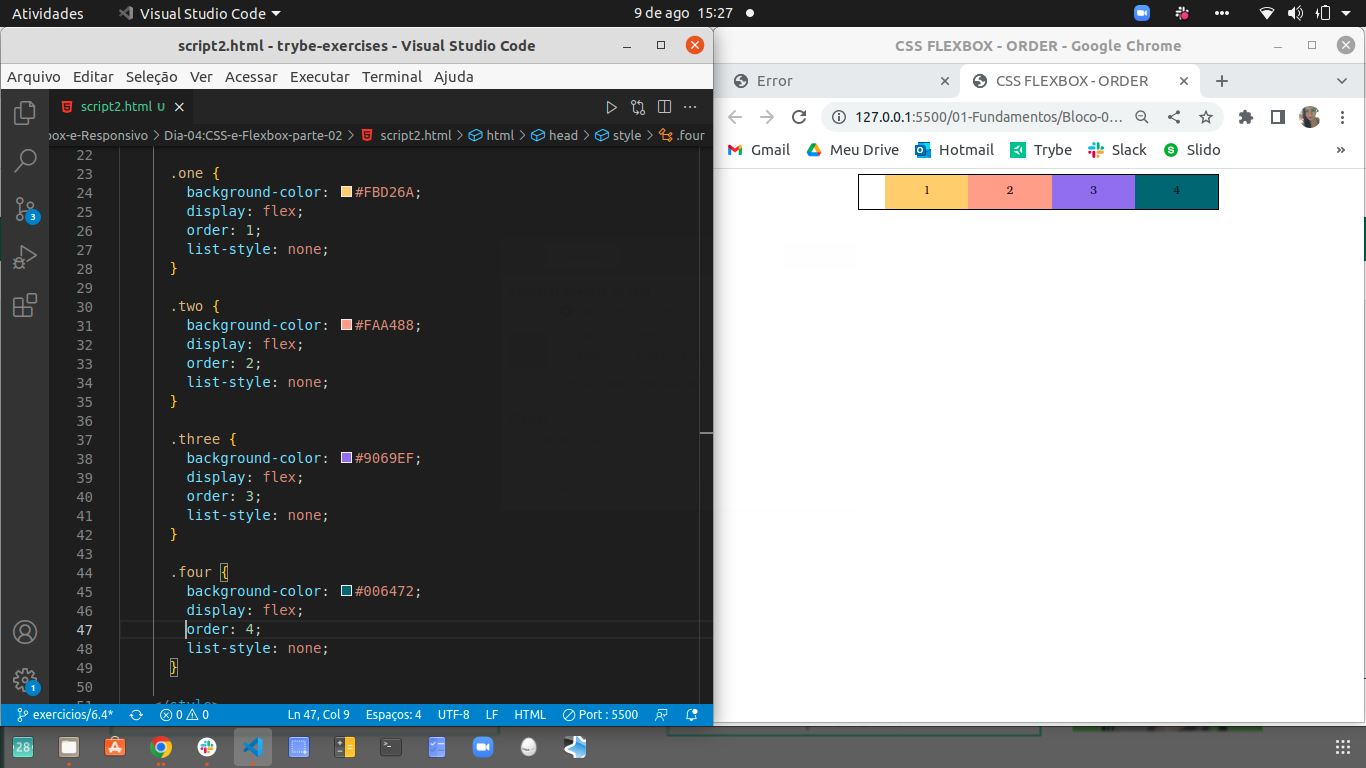 Atividades
Visual Studio Code
9 de ago 15:27
script2.html - trybe-exercises - Visual Studio Code
Arquivo Editar Seleção Ver Acessar Executar Terminal Ajuda
script2.html U
box-e-Responsivo > Dia-04:CSS-e-Flexbox-parte-02 > script2.html > html > head > style > .four
22
23 .one {
24 background-color: #FBD26A;
25 display: flex;
26 order: 1;
27 list-style: none;
28 }
29
30 .two {
31 background-color: #FAA488;
32 display: flex;
33 order: 2;
34 list-style: none;
35 }
36
37 .three {
38 background-color: #9069EF;
39 display: flex;
40 order: 3;
41 list-style: none;
42 }
43
44 .four {
45 background-color: #006472;
46 display: flex;
47 order: 4;
48 list-style: none;
49 }
50
51 </style>
3
1
exercicios/6.4* 0 0 Ln 47, Col 9 Espaços: 4 UTF-8 LF HTML Port : 5500
CSS FLEXBOX - ORDER - Google Chrome
Error
CSS FLEXBOX - ORDER
127.0.0.1:5500/01-Fundamentos/Bloco-0...
Gmail Meu Drive Hotmail Trybe Slack Slido »
1 2 3 4
28